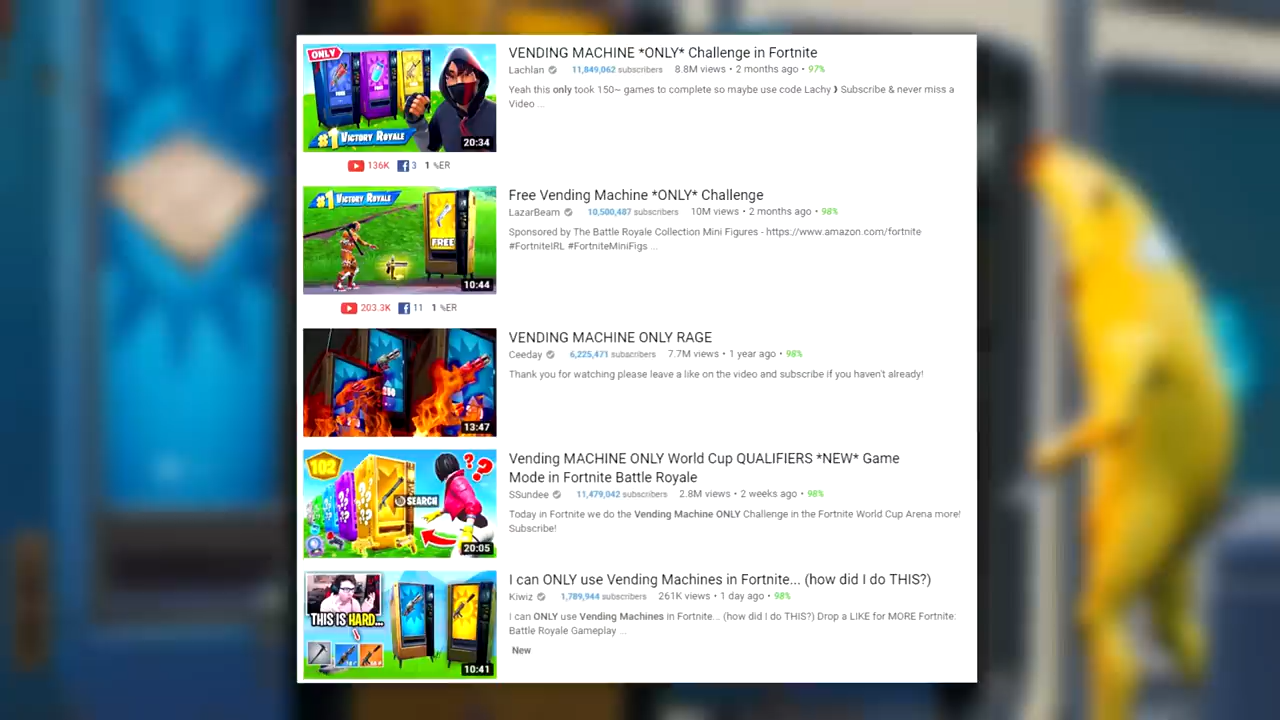 ONLY
#1 VICTORY ROYALE
20:34
VENDING MACHINE *ONLY* Challenge in Fortnite
Lachlan 11,849,062 subscribers 8.8M views • 2 months ago • 97%
Yeah this only took 150~ games to complete so maybe use code Lachy ❩ Subscribe & never miss a
Video ...
136K 3 1 %ER
#1 VICTORY ROYALE
FREE
10:44
Free Vending Machine *ONLY* Challenge
LazarBeam 10,500,487 subscribers 10M views • 2 months ago • 98%
Sponsored by The Battle Royale Collection Mini Figures - https://www.amazon.com/fortnite
#FortniteIRL #FortniteMiniFigs ...
203.3K 11 1 %ER
13:47
VENDING MACHINE ONLY RAGE
Ceeday 6,225,471 subscribers 7.7M views • 1 year ago • 98%
Thank you for watching please leave a like on the video and subscribe if you haven't already!
102
??
SEARCH
20:05
Vending MACHINE ONLY World Cup QUALIFIERS *NEW* Game
Mode in Fortnite Battle Royale
SSundee 11,479,042 subscribers 2.8M views • 2 weeks ago • 98%
Today in Fortnite we do the Vending Machine ONLY Challenge in the Fortnite World Cup Arena more!
Subscribe!
THIS IS HARD...
10:41
I can ONLY use Vending Machines in Fortnite... (how did I do THIS?)
Kiwiz 1,789,944 subscribers 261K views • 1 day ago • 98%
I can ONLY use Vending Machines in Fortnite... (how did I do THIS?) Drop a LIKE for MORE Fortnite:
Battle Royale Gameplay ...
New